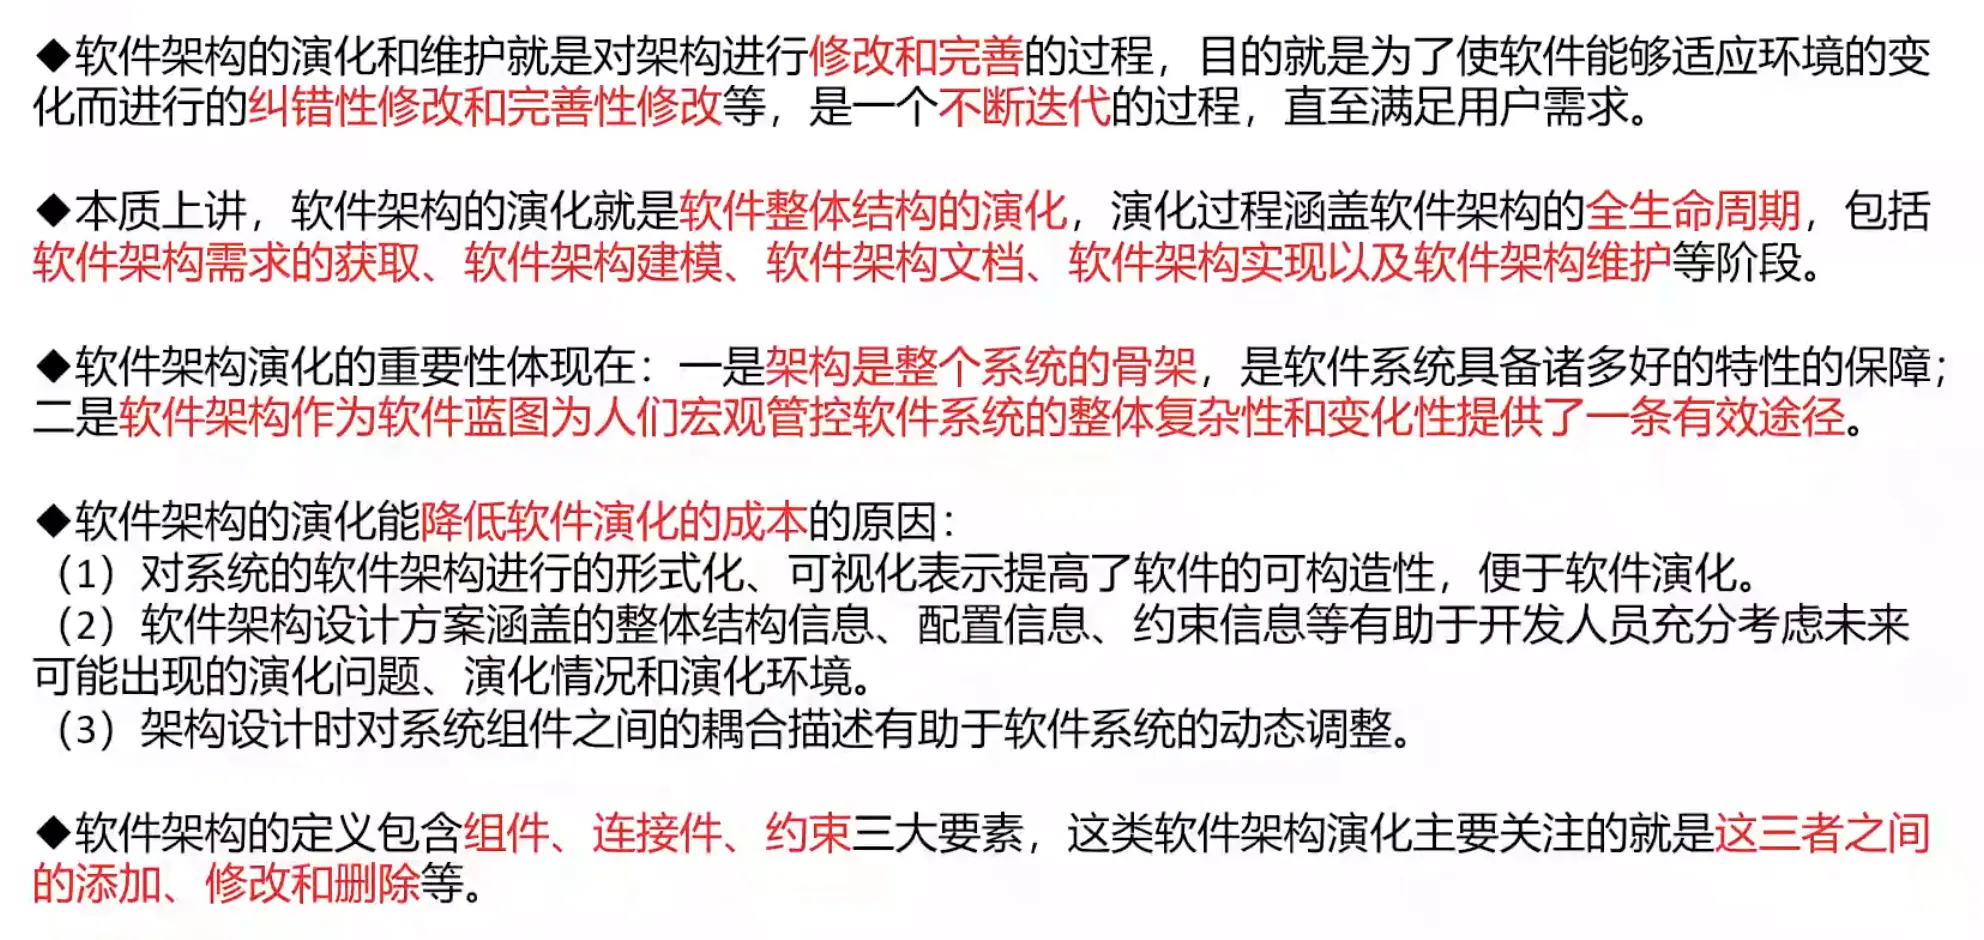 ◆软件架构的演化和维护就是对架构进行修改和完善的过程，目的就是为了使软件能够适应环境的变
化而进行的纠错性修改和完善性修改等，是一个不断迭代的过程，直至满足用户需求。
◆本质上讲，软件架构的演化就是软件整体结构的演化，演化过程涵盖软件架构的全生命周期，包括
软件架构需求的获取、软件架构建模、软件架构文档、软件架构实现以及软件架构维护等阶段。
◆软件架构演化的重要性体现在：一是架构是整个系统的骨架，是软件系统具备诸多好的特性的保障；
二是软件架构作为软件蓝图为人们宏观管控软件系统的整体复杂性和变化性提供了一条有效途径。
◆软件架构的演化能降低软件演化的成本的原因：
（1）对系统的软件架构进行的形式化、可视化表示提高了软件的可构造性，便于软件演化。
（2）软件架构设计方案涵盖的整体结构信息、配置信息、约束信息等有助于开发人员充分考虑未来
可能出现的演化问题、演化情况和演化环境。
（3）架构设计时对系统组件之间的耦合描述有助于软件系统的动态调整。
◆软件架构的定义包含组件、连接件、约束三大要素，这类软件架构演化主要关注的就是这三者之间
的添加、修改和删除等。